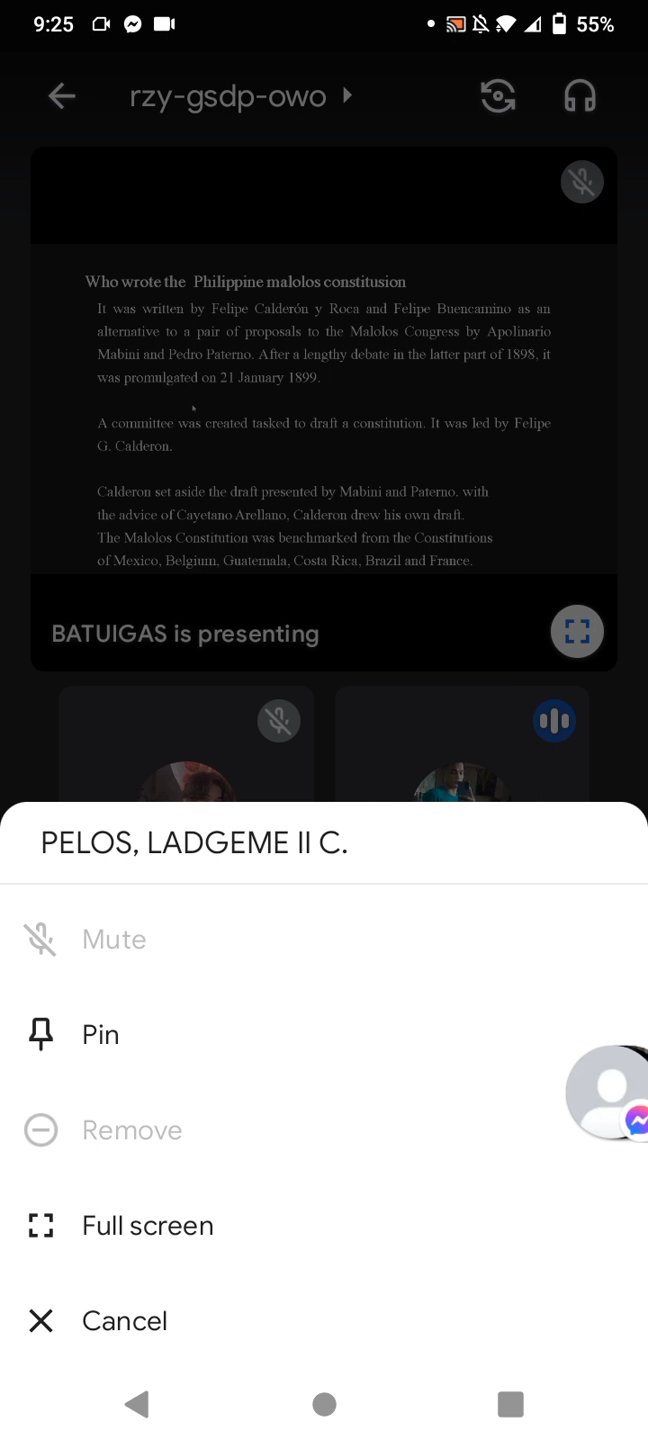 9:25
55%
rzy-gsdp-owo
Who wrote the Philippine malolos constitusion
It was written by Felipe Calderón y Roca and Felipe Buencamino as an
alternative to a pair of proposals to the Malolos Congress by Apolinario
Mabini and Pedro Paterno. After a lengthy debate in the latter part of 1898, it
was promulgated on 21 January 1899.
A committee was created tasked to draft a constitution. It was led by Felipe
G. Calderon.
Calderon set aside the draft presented by Mabini and Paterno. with
the advice of Cayetano Arellano, Calderon drew his own draft.
The Malolos Constitution was benchmarked from the Constitutions
of Mexico, Belgium, Guatemala, Costa Rica, Brazil and France.
BATUIGAS is presenting
PELOS, LADGEME II C.
Mute
Pin
Remove
Full screen
Cancel